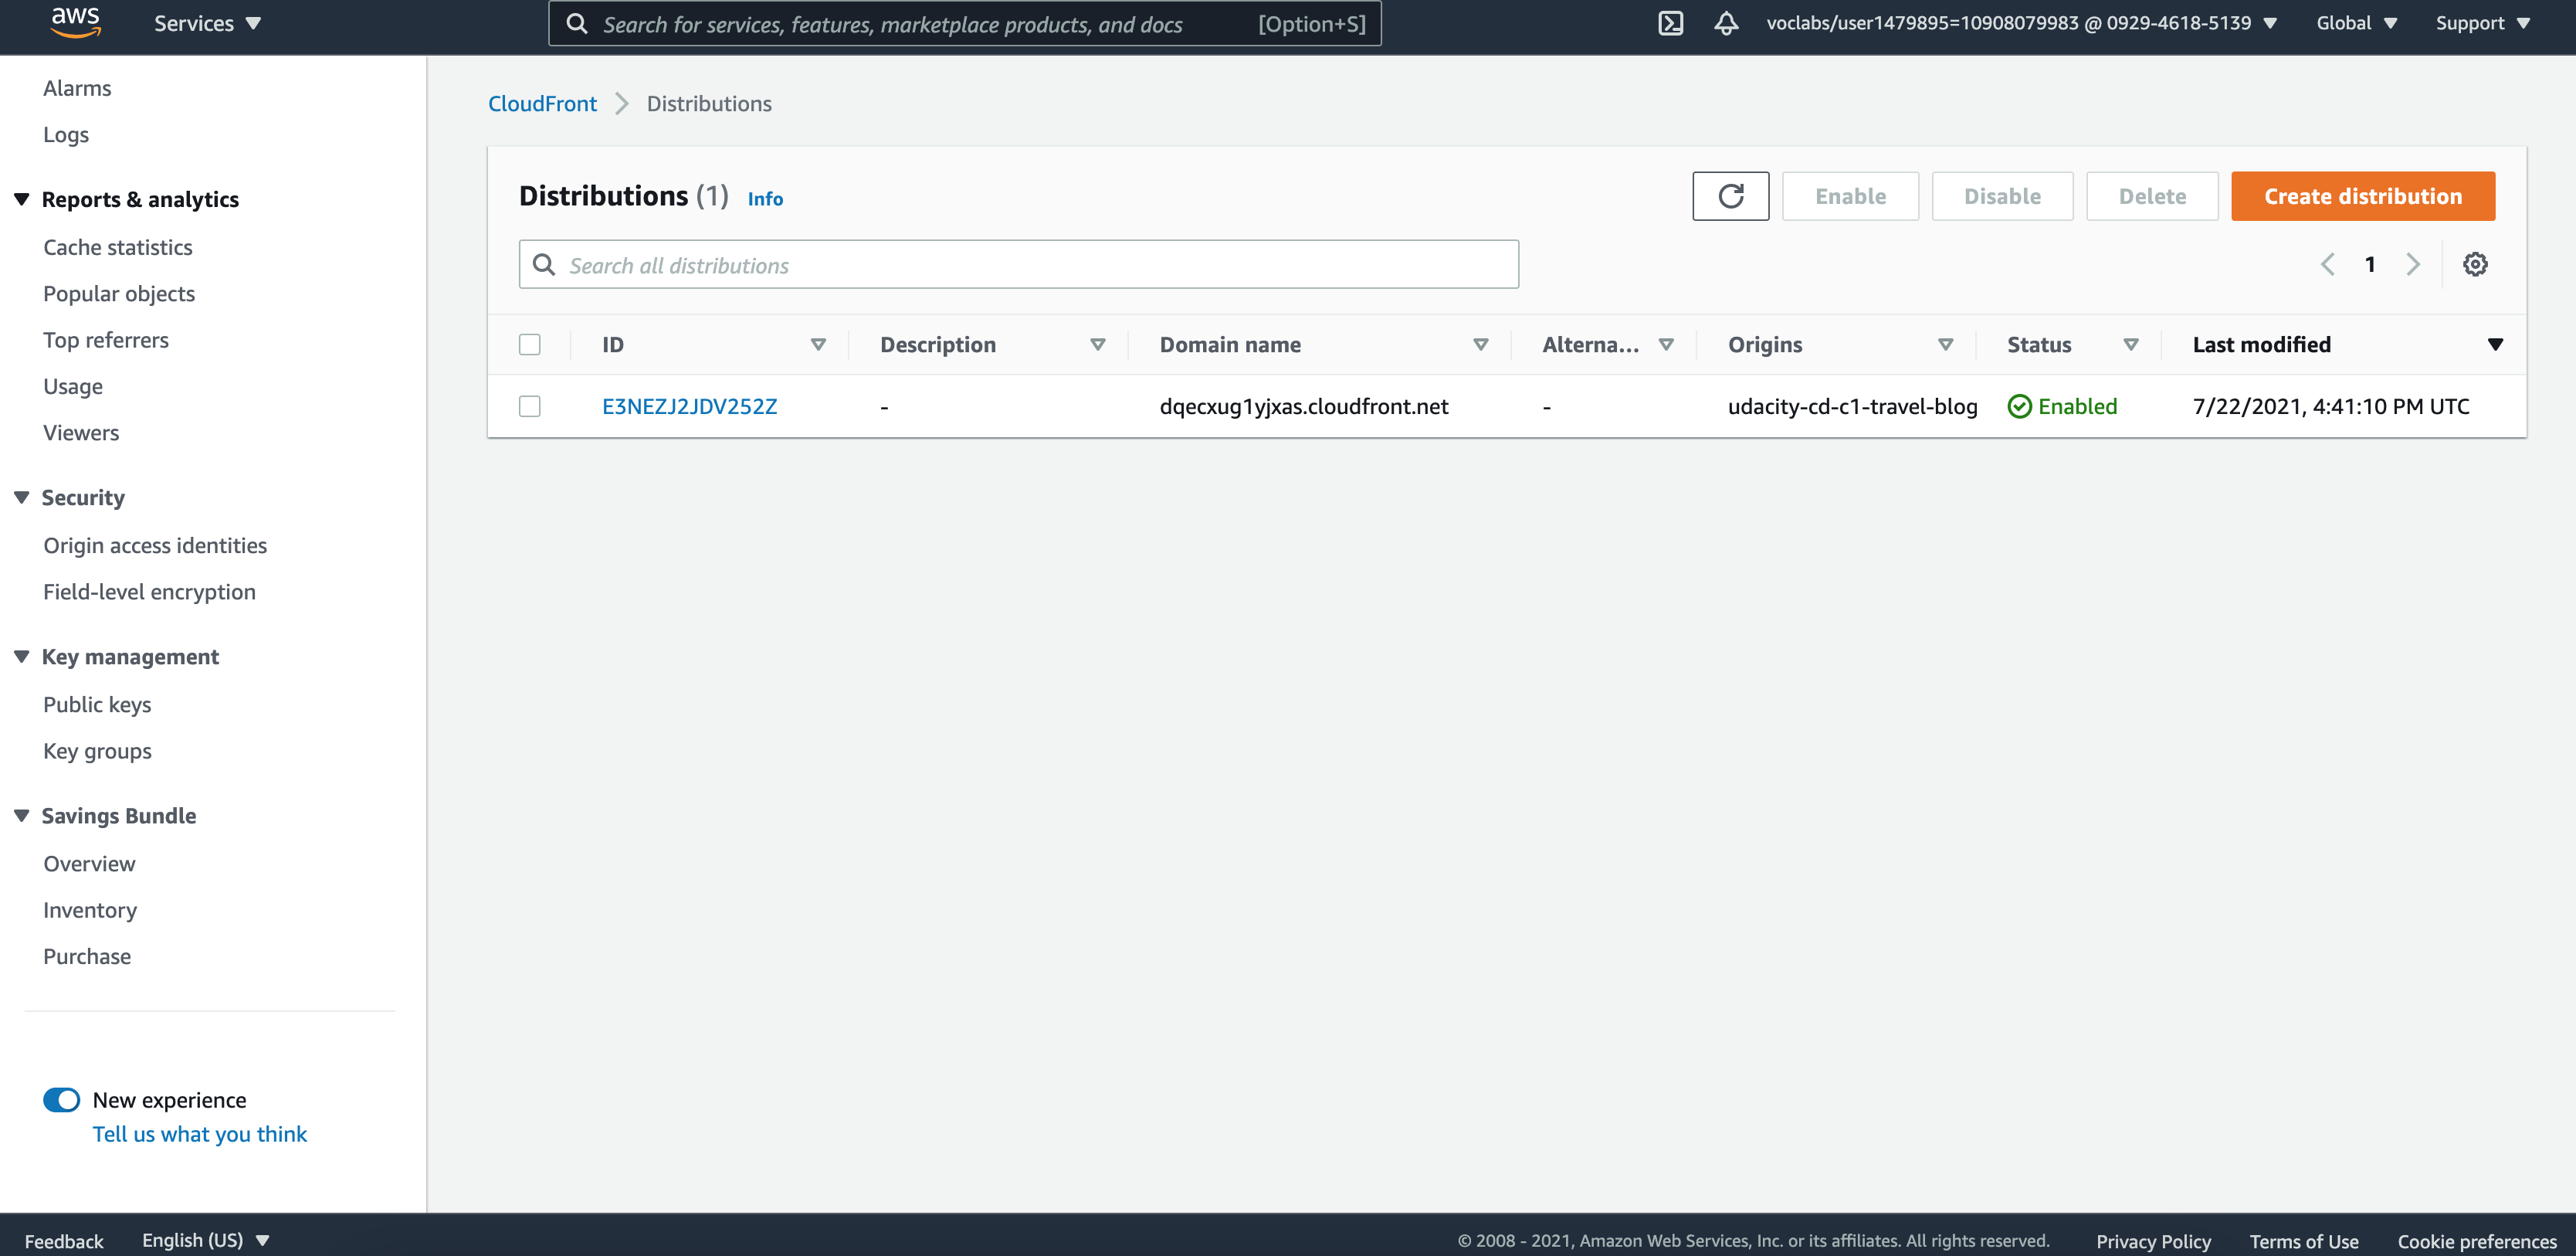 aws Services Search for services, features, marketplace products, and docs [Option+S] voclabs/user1479895=10908079983 @ 0929-4618-5139 Global Support
Alarms
Logs
Reports & analytics
Cache statistics
Popular objects
Top referrers
Usage
Viewers
Security
Origin access identities
Field-level encryption
Key management
Public keys
Key groups
Savings Bundle
Overview
Inventory
Purchase
New experience
Tell us what you think
CloudFront Distributions
Distributions (1) Info Enable Disable Delete Create distribution
Search all distributions 1
ID Description Domain name Alterna... Origins Status Last modified
E3NEZJ2JDV252Z - dqecxug1yjxas.cloudfront.net - udacity-cd-c1-travel-blog Enabled 7/22/2021, 4:41:10 PM UTC
Feedback English (US) © 2008 - 2021, Amazon Web Services, Inc. or its affiliates. All rights reserved. Privacy Policy Terms of Use Cookie preferences